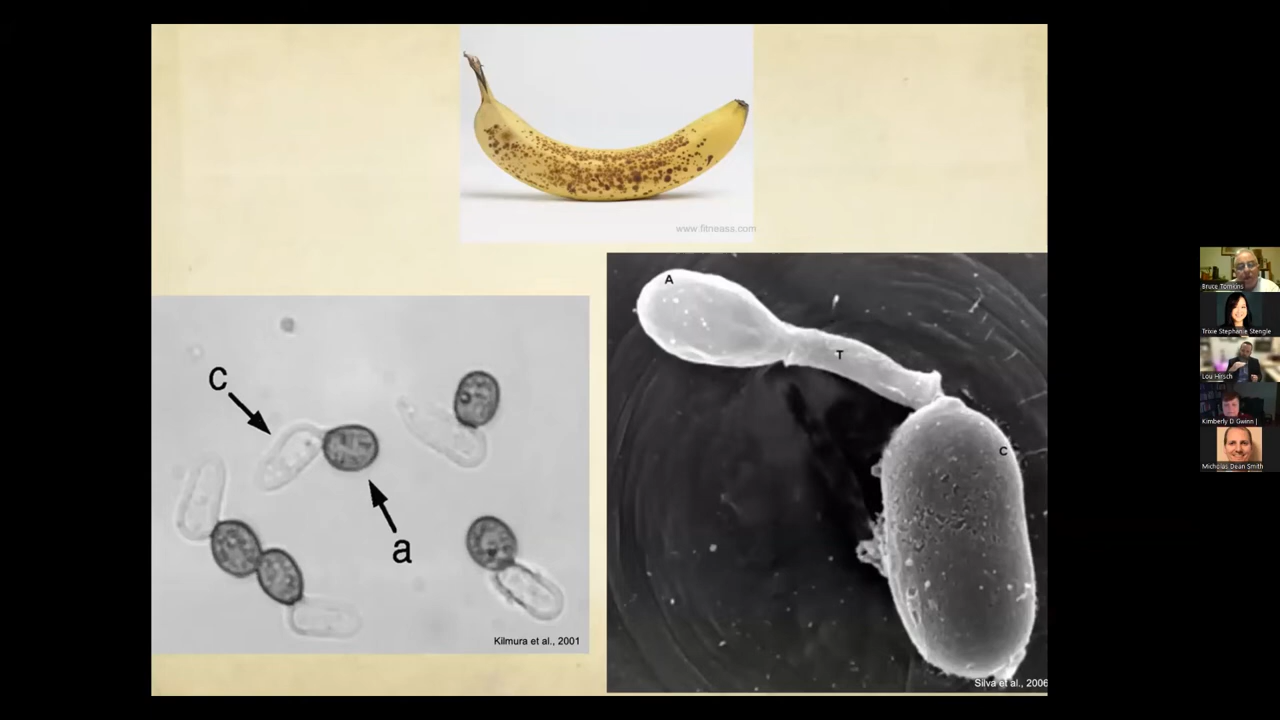 www.fitneass.com
A
T
C
c
a
Kilmura et al., 2001
Silva et al., 2006
Bruce Tomkins
Trixie Stephanie Stengle
Lou Hirsch
Kimberly D Gwinn |
Micholas Dean Smith